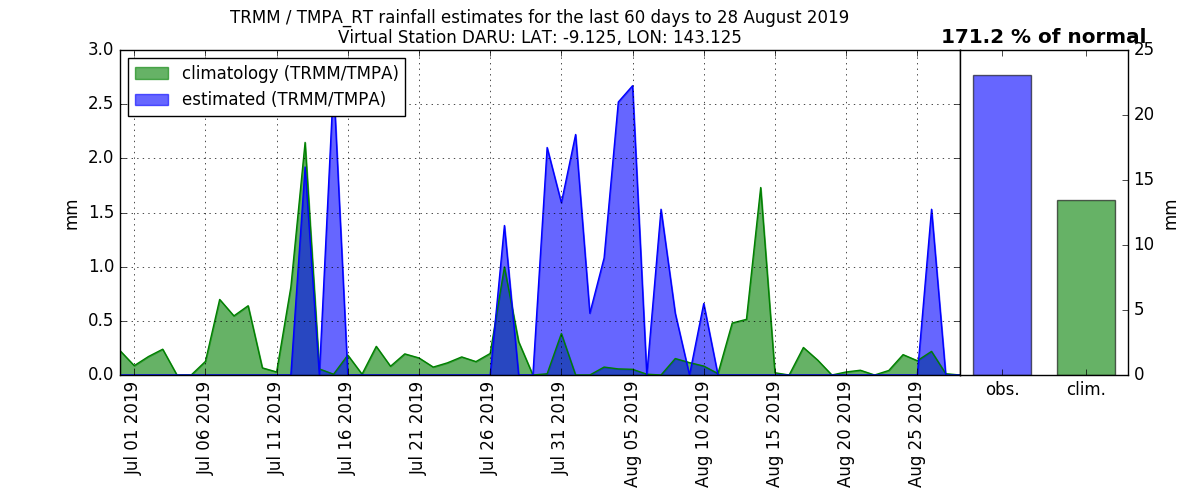 TRMM / TMPA_RT rainfall estimates for the last 60 days to 28 August 2019
Virtual Station DARU: LAT: -9.125, LON: 143.125
171.2 % of normal
climatology (TRMM/TMPA)
estimated (TRMM/TMPA)
mm
3.0
2.5
2.0
1.5
1.0
0.5
0.0
Jul 01 2019
Jul 06 2019
Jul 11 2019
Jul 16 2019
Jul 21 2019
Jul 26 2019
Jul 31 2019
Aug 05 2019
Aug 10 2019
Aug 15 2019
Aug 20 2019
Aug 25 2019
25
20
15
10
5
0
mm
obs.
clim.